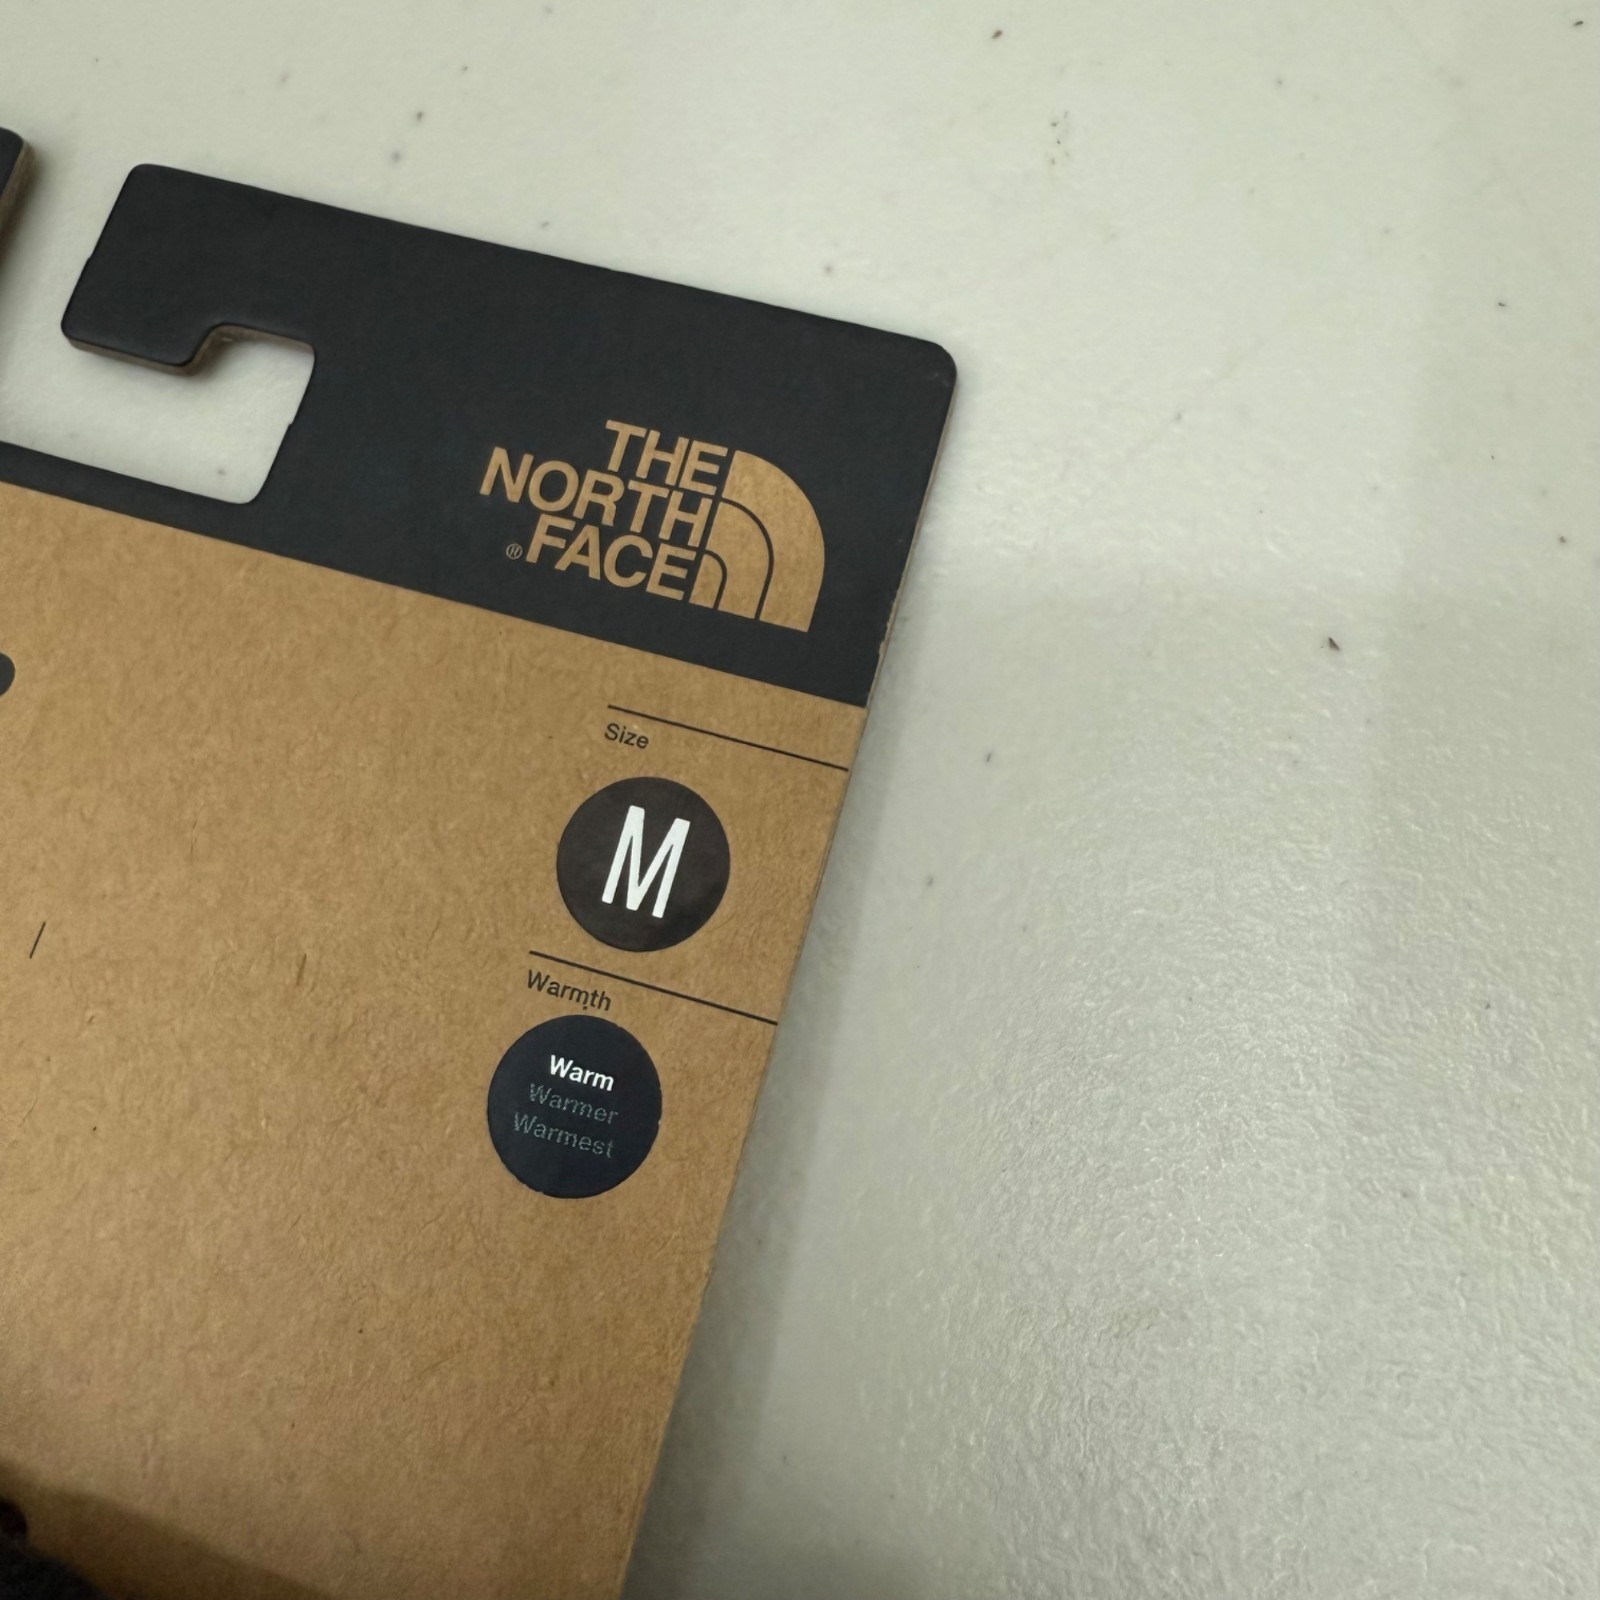 THE
NORTH
® FACE
Size
M
Warmth
Warm
Warmer
Warmest